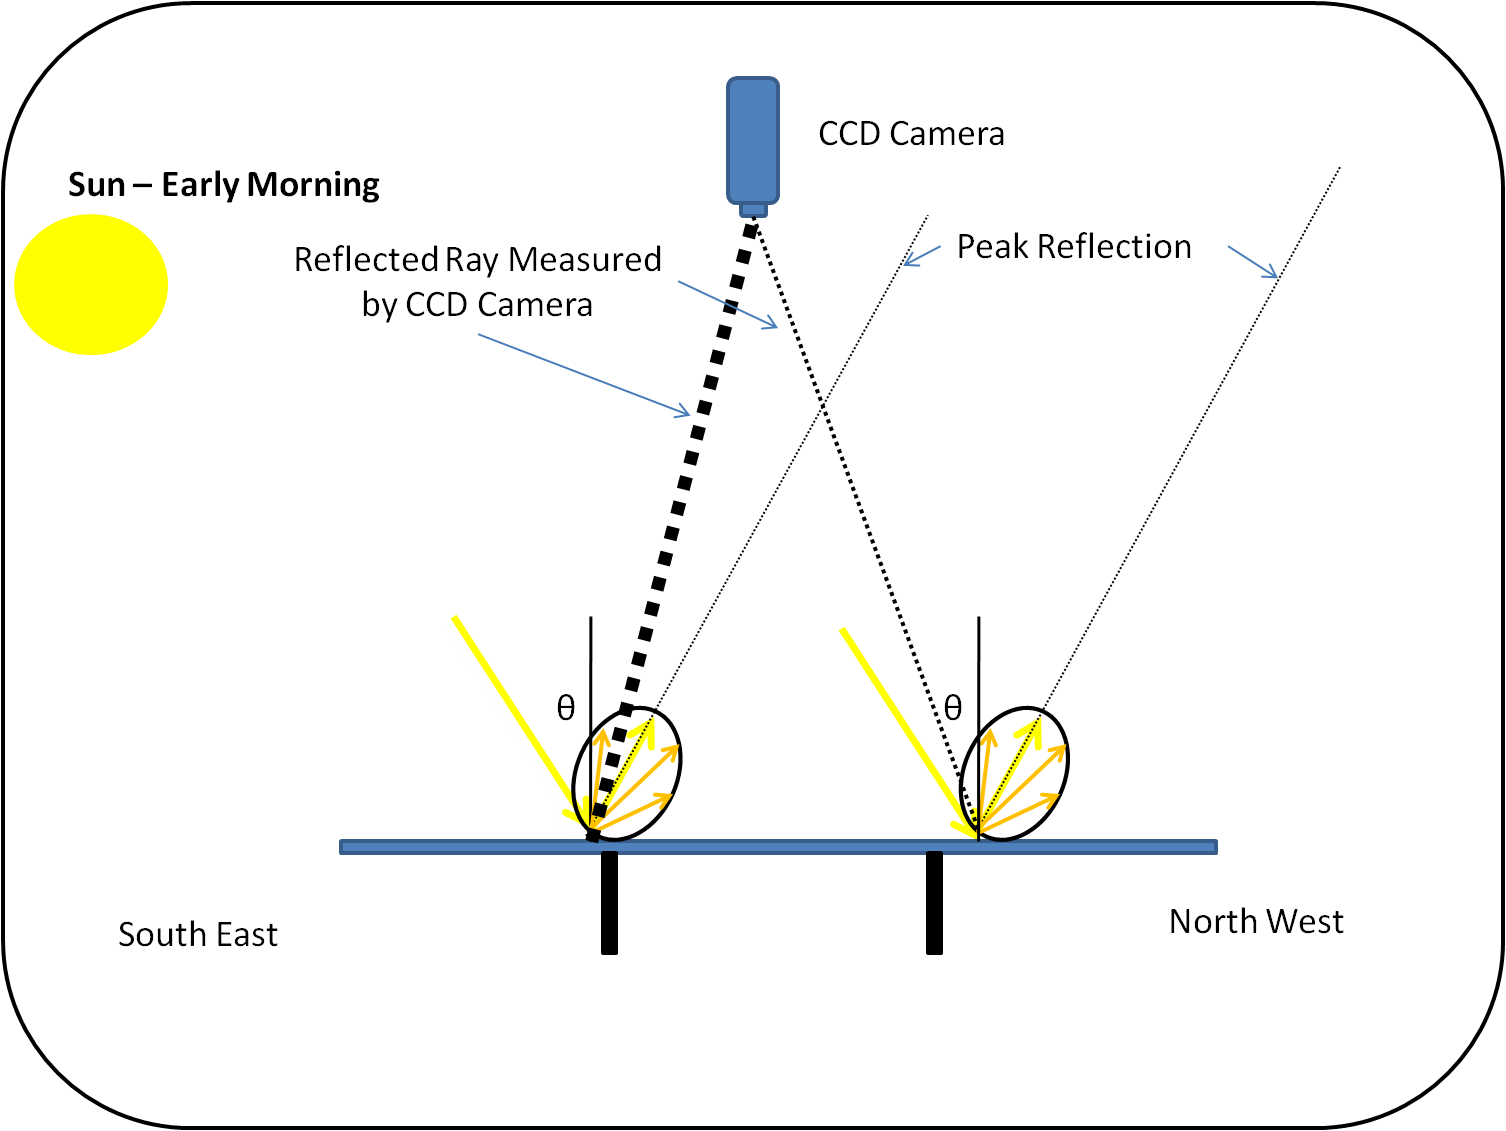 CCD Camera
Sun – Early Morning
Reflected Ray Measured
by CCD Camera
Peak Reflection
θ
θ
South East
North West